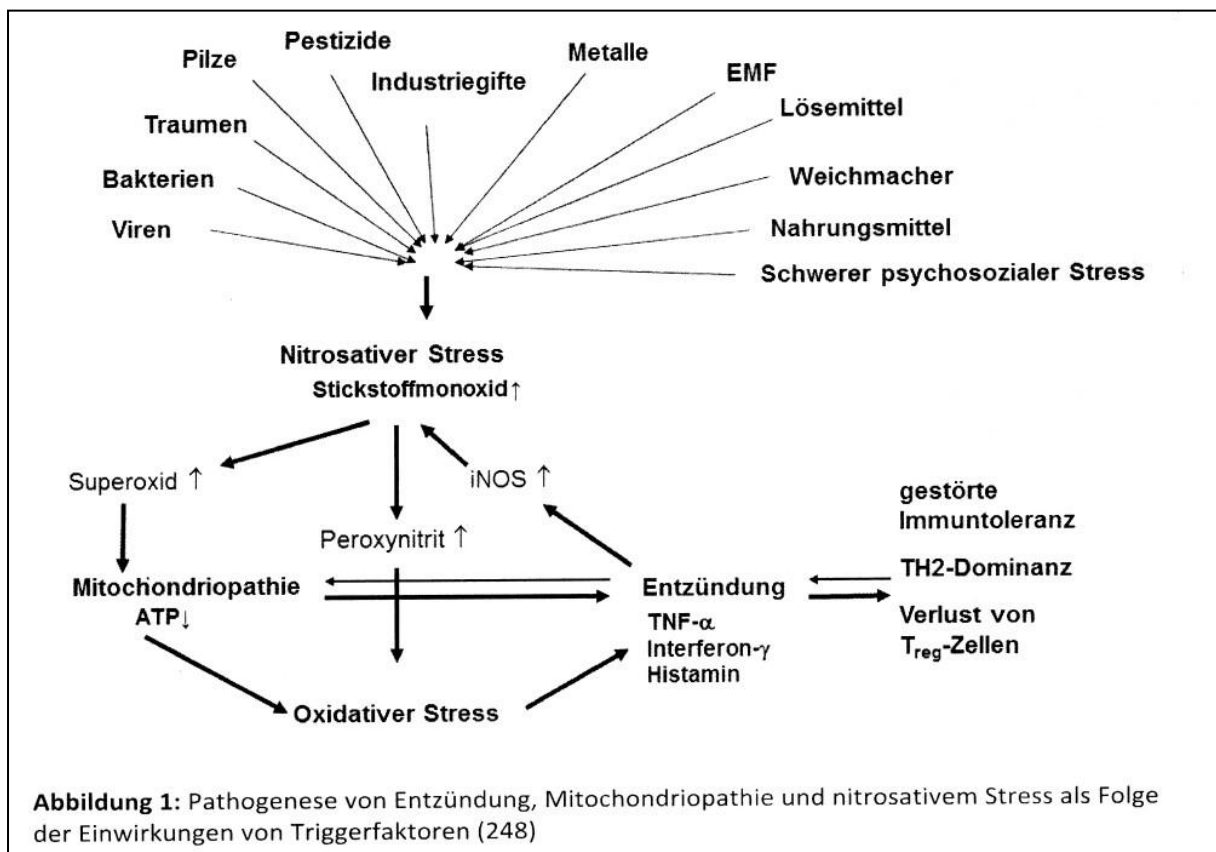 Pestizide
Pilze
Metalle
EMF
Industriegifte
Lösemittel
Traumen
Bakterien
Weichmacher
Viren
Nahrungsmittel
Schwerer psychosozialer Stress
Nitrosativer Stress
Stickstoffmonoxid↑
Superoxid ↑
iNOS ↑
gestörte
Immuntoleranz
Peroxynitrit ↑
Mitochondriopathie
ATP↓
Entzündung
TNF-α
Interferon-γ
Histamin
TH2-Dominanz
Verlust von
Treg-Zellen
Oxidativer Stress
Abbildung 1: Pathogenese von Entzündung, Mitochondriopathie und nitrosativem Stress als Folge
der Einwirkungen von Triggerfaktoren (248)